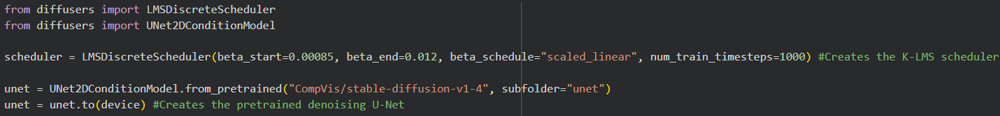 from diffusers import LMSDiscreteScheduler
from diffusers import UNet2DConditionModel
scheduler = LMSDiscreteScheduler(beta_start=0.00085, beta_end=0.012, beta_schedule="scaled_linear", num_train_timesteps=1000) #Creates the K-LMS scheduler
unet = UNet2DConditionModel.from_pretrained("CompVis/stable-diffusion-v1-4", subfolder="unet")
unet = unet.to(device) #Creates the pretrained denoising U-Net